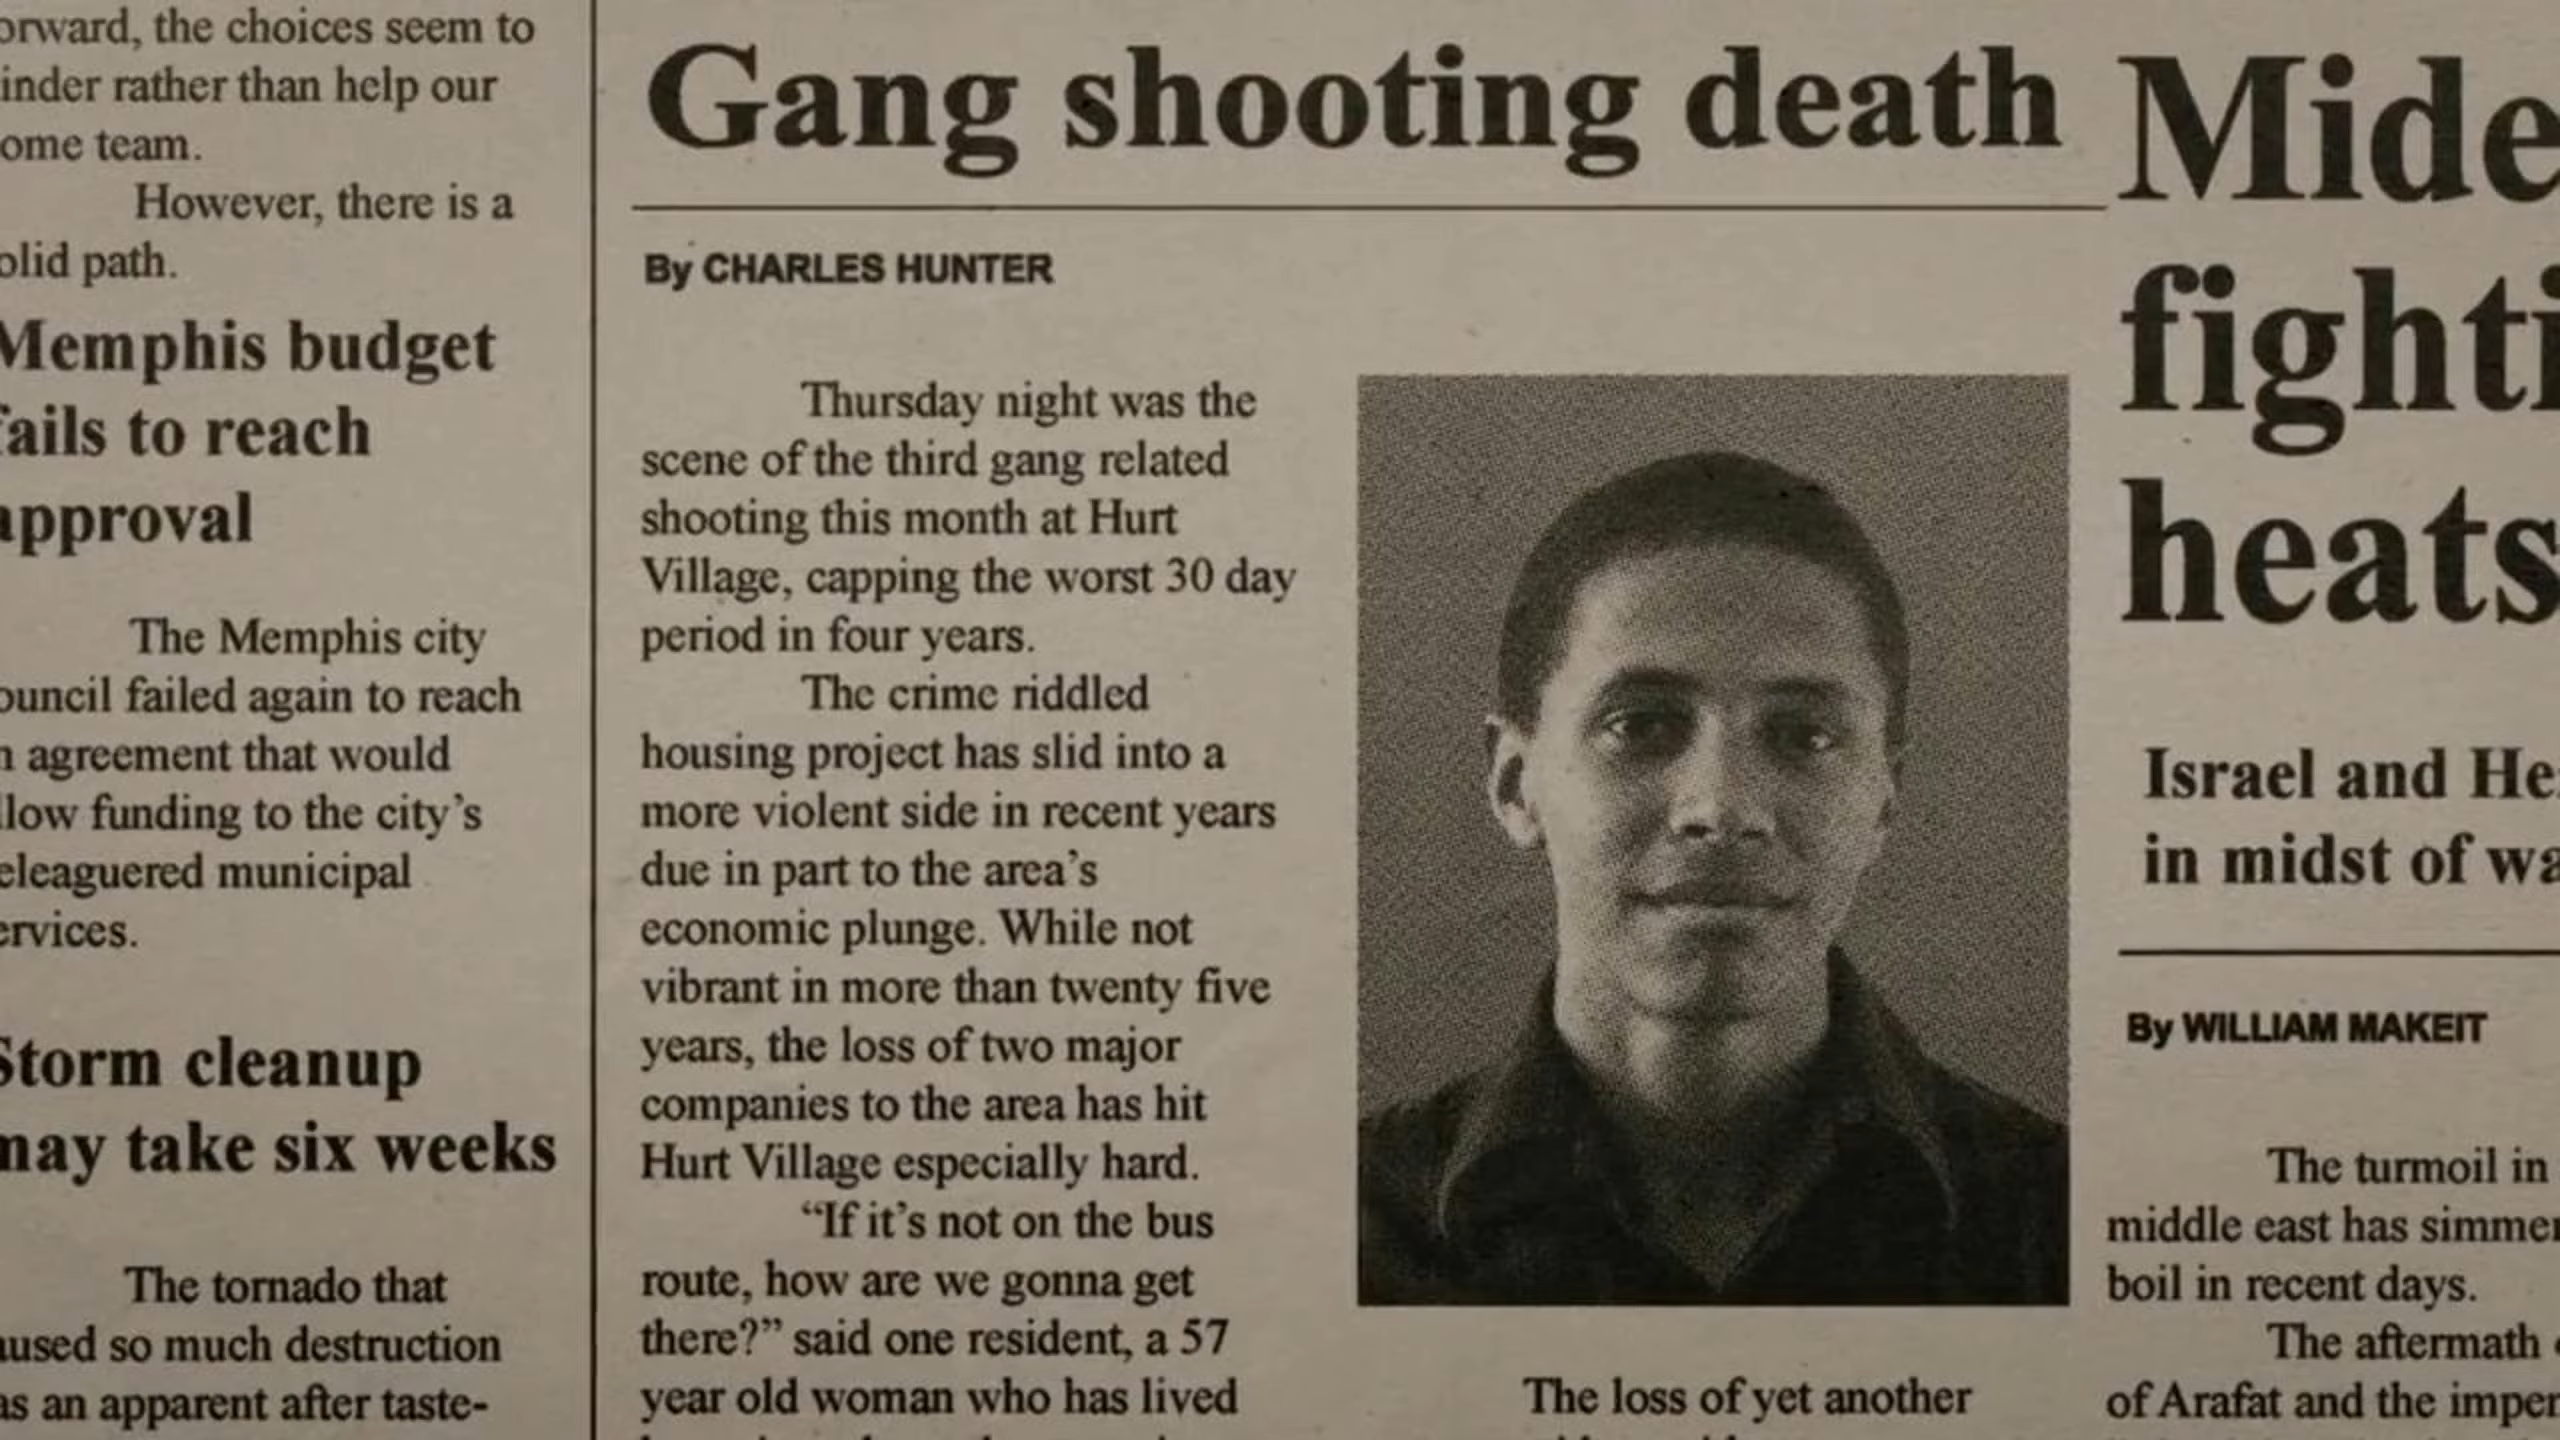 orward, the choices seem to
inder rather than help our
ome team.
However, there is a
olid path.
Memphis budget
fails to reach
approval
The Memphis city
ouncil failed again to reach
n agreement that would
llow funding to the city's
eleaguered municipal
ervices.
Storm cleanup
may take six weeks
The tornado that
aused so much destruction
as an apparent after taste-
Gang shooting death
By CHARLES HUNTER
Thursday night was the
scene of the third gang related
shooting this month at Hurt
Village, capping the worst 30 day
period in four years.
The crime riddled
housing project has slid into a
more violent side in recent years
due in part to the area's
economic plunge. While not
vibrant in more than twenty five
years, the loss of two major
companies to the area has hit
Hurt Village especially hard.
“If it's not on the bus
route, how are we gonna get
there?” said one resident, a 57
year old woman who has lived
The loss of yet another
Mide
fighti
heats
Israel and He
in midst of wa
By WILLIAM MAKEIT
The turmoil in
middle east has simmer
boil in recent days.
The aftermath
of Arafat and the imper